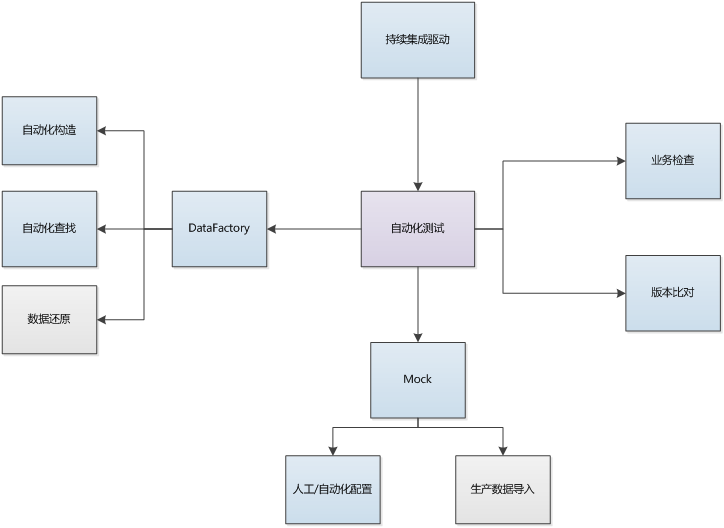 持续集成驱动
自动化构造
业务检查
自动化查找
DataFactory
自动化测试
版本比对
数据还原
Mock
人工/自动化配置
生产数据导入